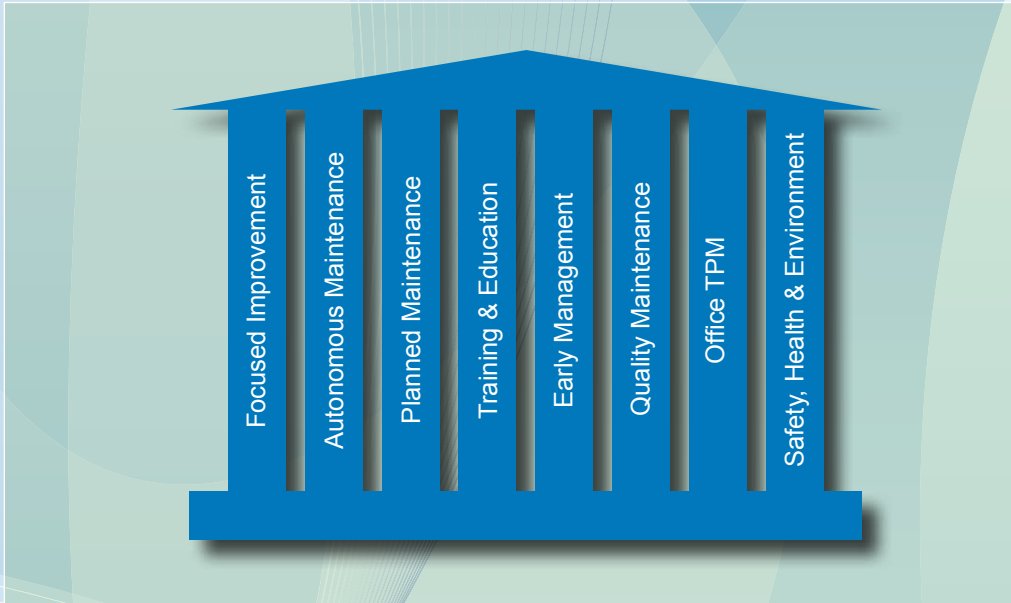 Focused Improvement
Autonomous Maintenance
Planned Maintenance
Training & Education
Early Management
Quality Maintenance
Office TPM
Safety, Health & Environment